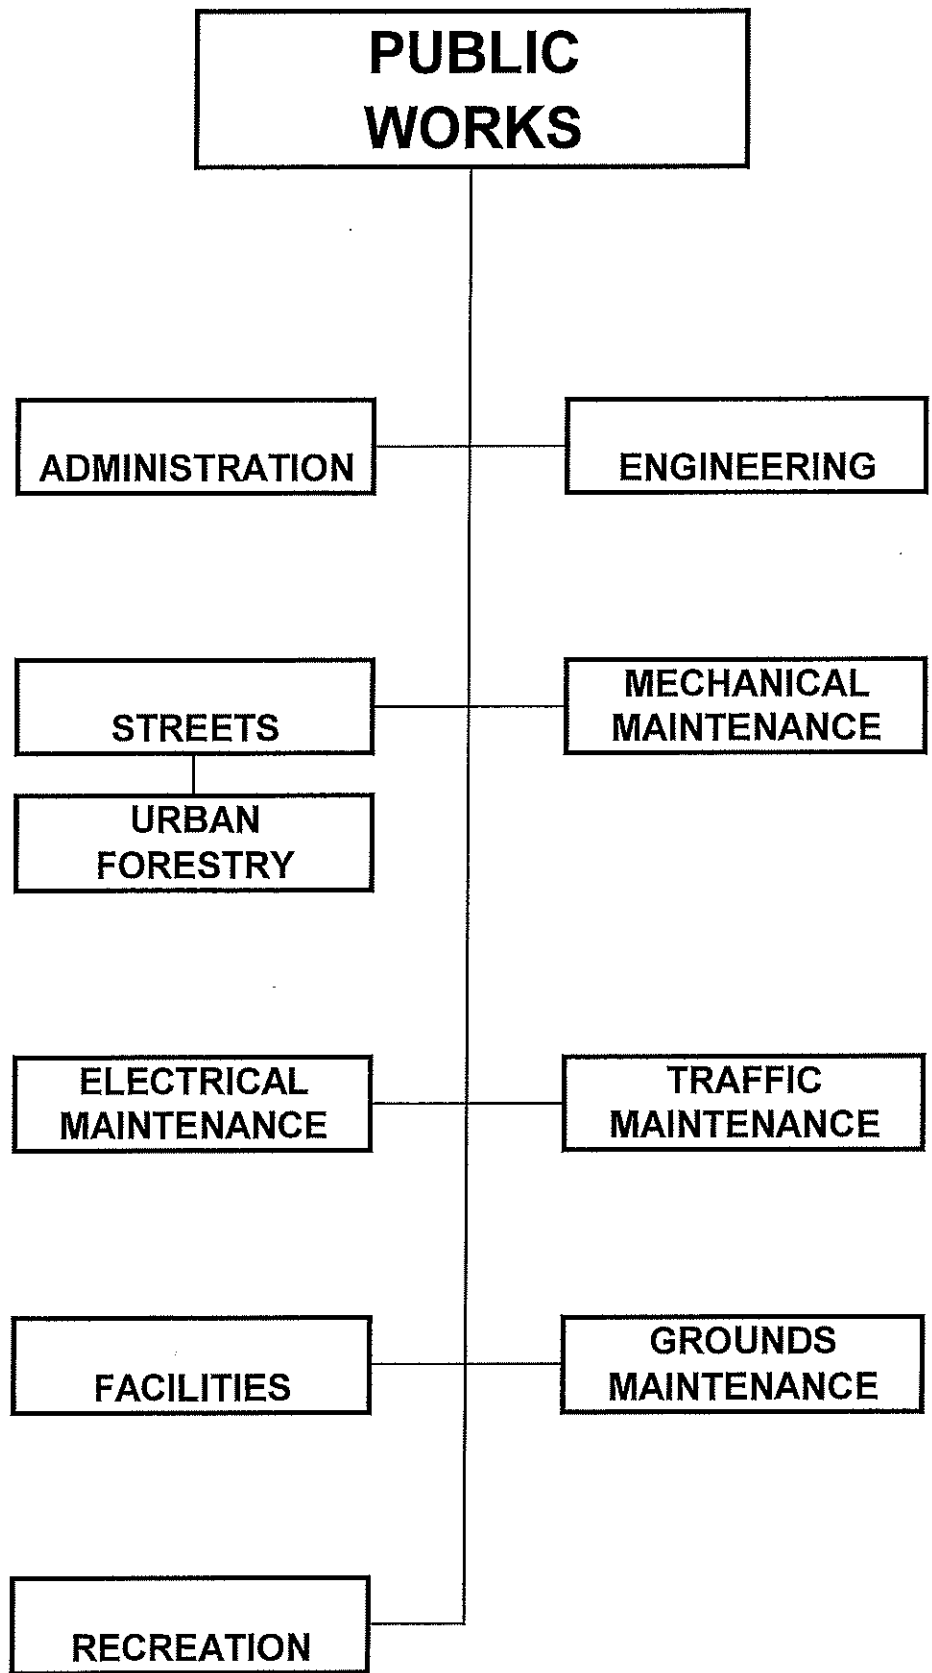 PUBLIC
WORKS
ADMINISTRATION
ENGINEERING
STREETS
MECHANICAL
MAINTENANCE
URBAN
FORESTRY
ELECTRICAL
MAINTENANCE
TRAFFIC
MAINTENANCE
FACILITIES
GROUNDS
MAINTENANCE
RECREATION